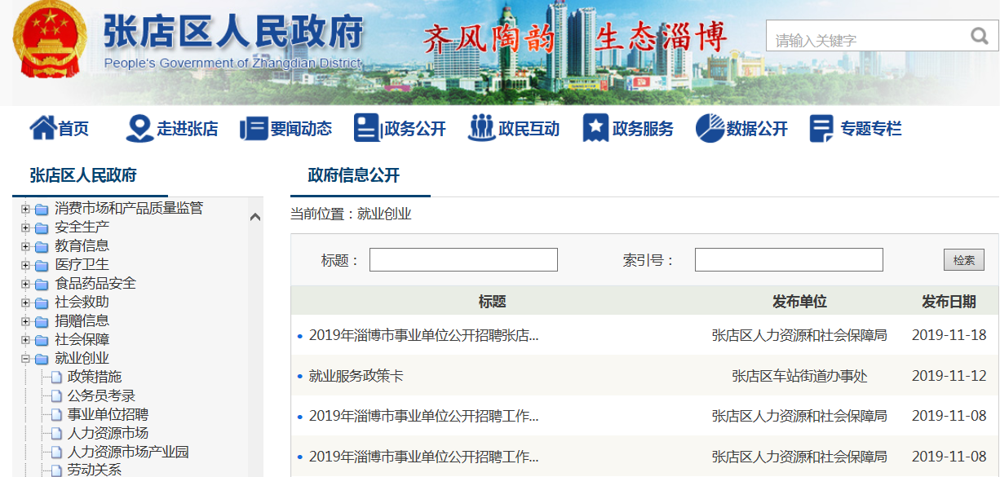 张店区人民政府
People's Government of Zhangdian District
齐风陶韵 生态淄博
请输入关键字
首页 走进张店 要闻动态 政务公开 政民互动 政务服务 数据公开 专题专栏
张店区人民政府
消费市场和产品质量监管
安全生产
教育信息
医疗卫生
食品药品安全
社会救助
捐赠信息
社会保障
就业创业
政策措施
公务员考录
事业单位招聘
人力资源市场
人力资源市场产业园
劳动关系
政府信息公开
当前位置：就业创业
标题： 索引号： 检索
标题 发布单位 发布日期
2019年淄博市事业单位公开招聘张店... 张店区人力资源和社会保障局 2019-11-18
就业服务政策卡 张店区车站街道办事处 2019-11-12
2019年淄博市事业单位公开招聘工作... 张店区人力资源和社会保障局 2019-11-08
2019年淄博市事业单位公开招聘工作... 张店区人力资源和社会保障局 2019-11-08